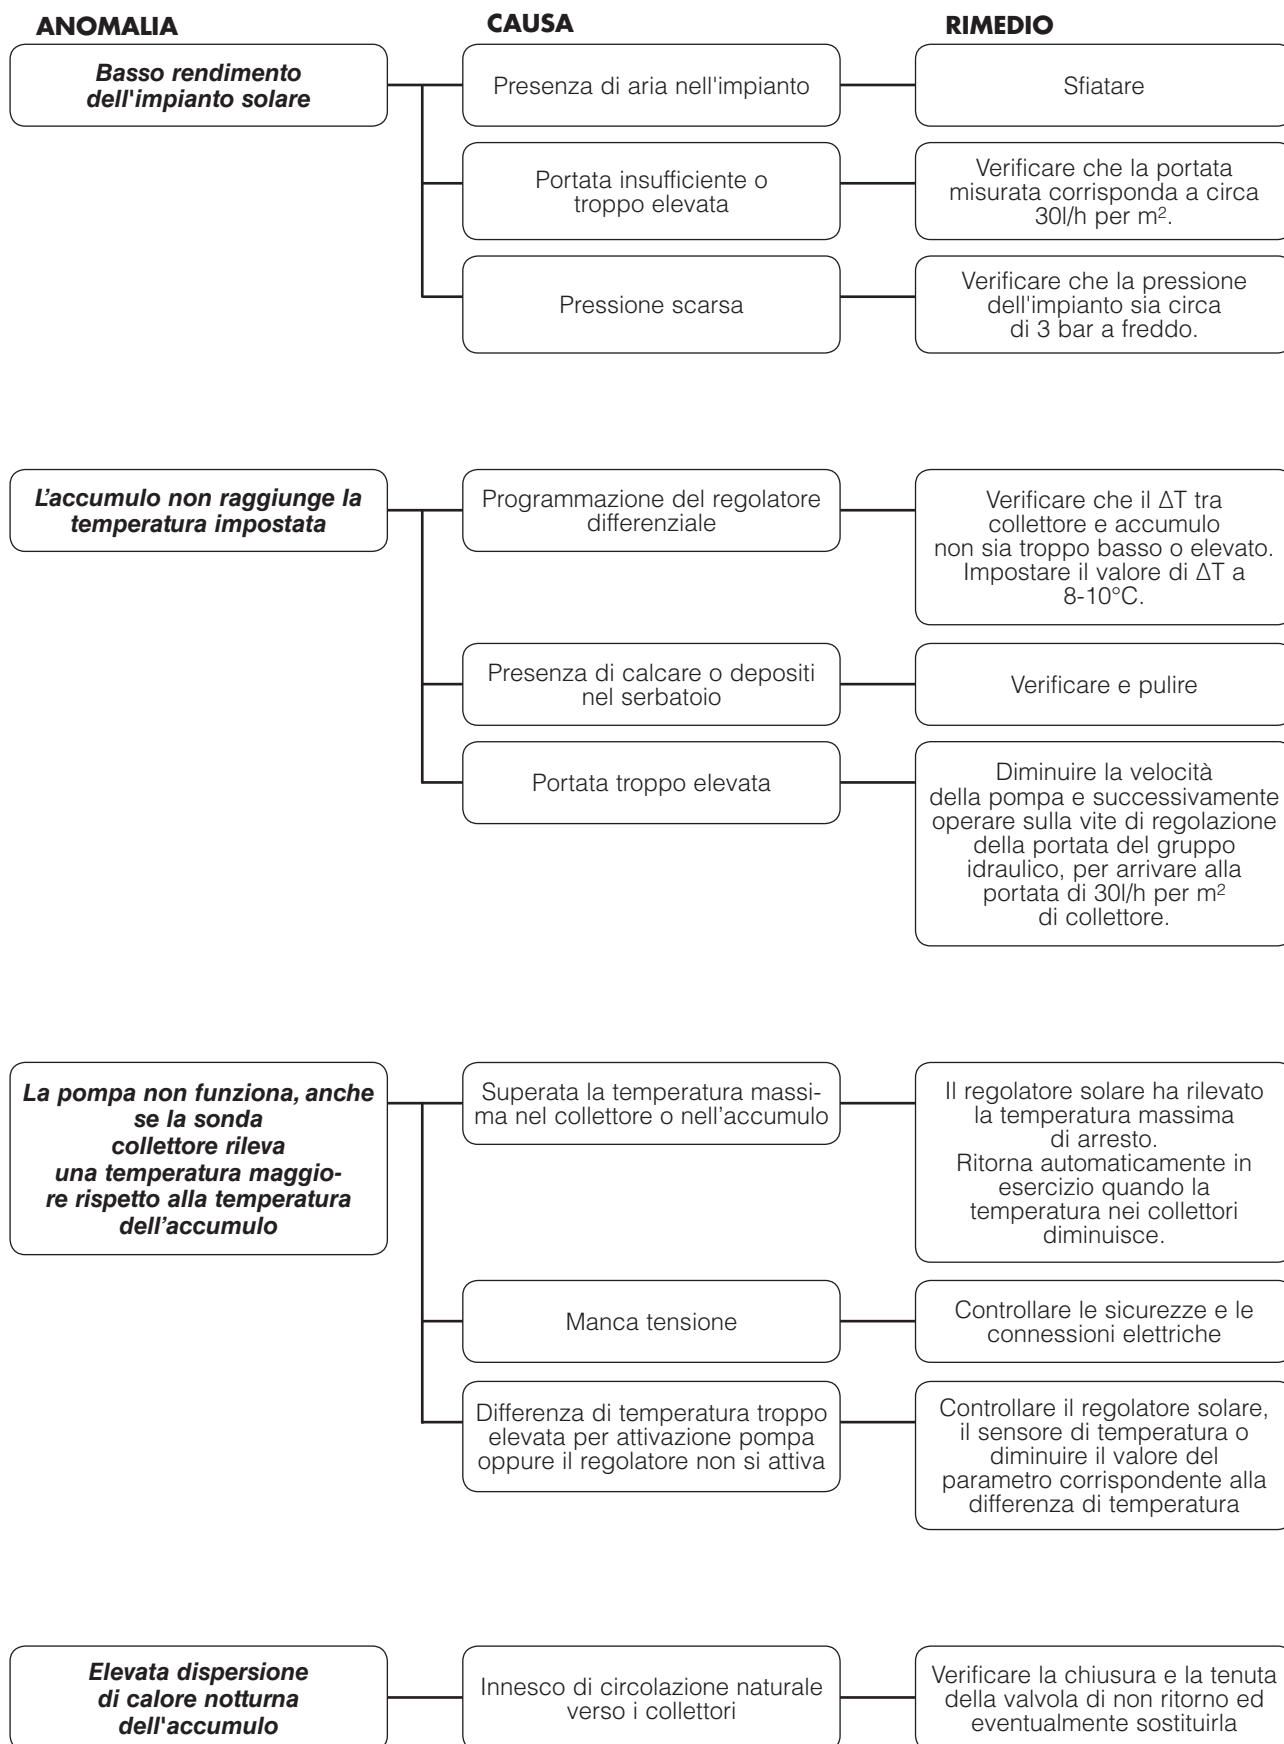 ANOMALIA
CAUSA
RIMEDIO
Basso rendimento
dell'impianto solare
Presenza di aria nell'impianto
Sfiatare
Portata insufficiente o
troppo elevata
Verificare che la portata
misurata corrisponda a circa
30l/h per m².
Pressione scarsa
Verificare che la pressione
dell'impianto sia circa
di 3 bar a freddo.
L'accumulo non raggiunge la
temperatura impostata
Programmazione del regolatore
differenziale
Verificare che il ΔT tra
collettore e accumulo
non sia troppo basso o elevato.
Impostare il valore di ΔT a
8-10°C.
Presenza di calcare o depositi
nel serbatoio
Verificare e pulire
Portata troppo elevata
Diminuire la velocità
della pompa e successivamente
operare sulla vite di regolazione
della portata del gruppo
idraulico, per arrivare alla
portata di 30l/h per m²
di collettore.
La pompa non funziona, anche
se la sonda
collettore rileva
una temperatura maggio-
re rispetto alla temperatura
dell’accumulo
Superata la temperatura massi-
ma nel collettore o nell’accumulo
Il regolatore solare ha rilevato
la temperatura massima
di arresto.
Ritorna automaticamente in
esercizio quando la
temperatura nei collettori
diminuisce.
Manca tensione
Controllare le sicurezze e le
connessioni elettriche
Differenza di temperatura troppo
elevata per attivazione pompa
oppure il regolatore non si attiva
Controllare il regolatore solare,
il sensore di temperatura o
diminuire il valore del
parametro corrispondente alla
differenza di temperatura
Elevata dispersione
di calore notturna
dell'accumulo
Innesco di circolazione naturale
verso i collettori
Verificare la chiusura e la tenuta
della valvola di non ritorno ed
eventualmente sostituirla